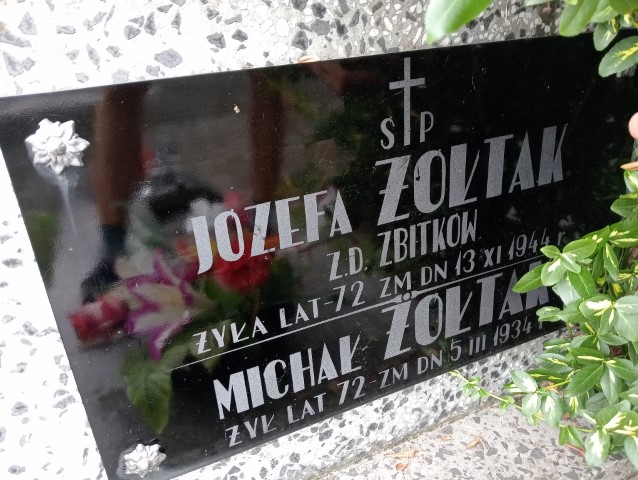 Ś P
JÓZEFA ŻÓŁTAK
Z.D. ZBITKÓW
ŻYŁA LAT-72 ZM DN 13 XI 1944 r
MICHAŁ ŻÓŁTAK
ŻYŁ LAT 72-ZM DN 5 III 1934 r